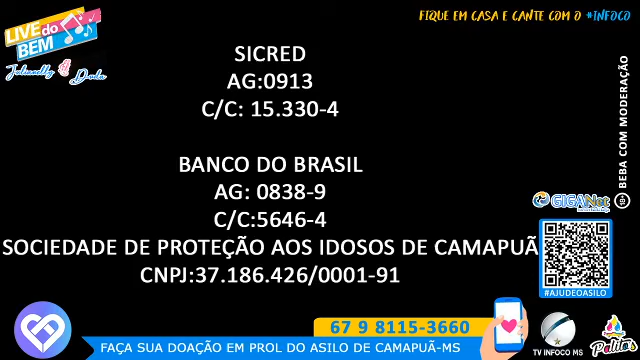 LIVE do
BEM
FIQUE EM CASA E CANTE COM O #INFOCO
SICRED
AG:0913
C/C: 15.330-4
BANCO DO BRASIL
AG: 0838-9
C/C:5646-4
SOCIEDADE DE PROTEÇÃO AOS IDOSOS DE CAMAPUÃ
CNPJ:37.186.426/0001-91
BEBA COM MODERAÇÃO
18+
GIGANet
#AJUDEOASILO
67 9 8115-3660
FAÇA SUA DOAÇÃO EM PROL DO ASILO DE CAMAPUÃ-MS
TV INFOCO MS